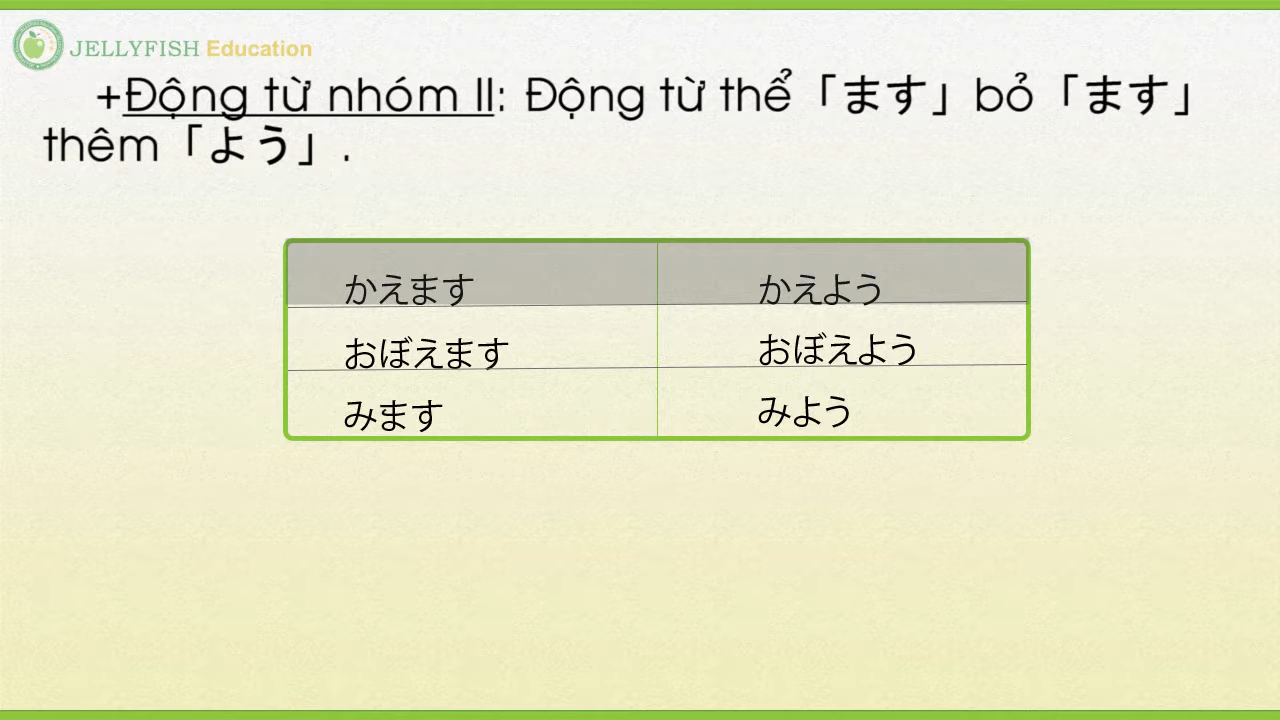 JELLYFISH Education
+Động từ nhóm II: Động từ thể「ます」bỏ「ます」
thêm「よう」.
かえます かえよう
おぼえます おぼえよう
みます みよう